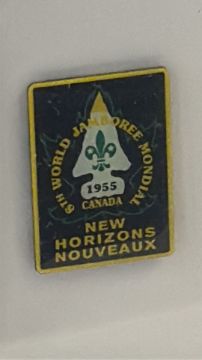 8TH WORLD JAMBOREE MONDIAL
1955
CANADA
NEW
HORIZONS
NOUVEAUX